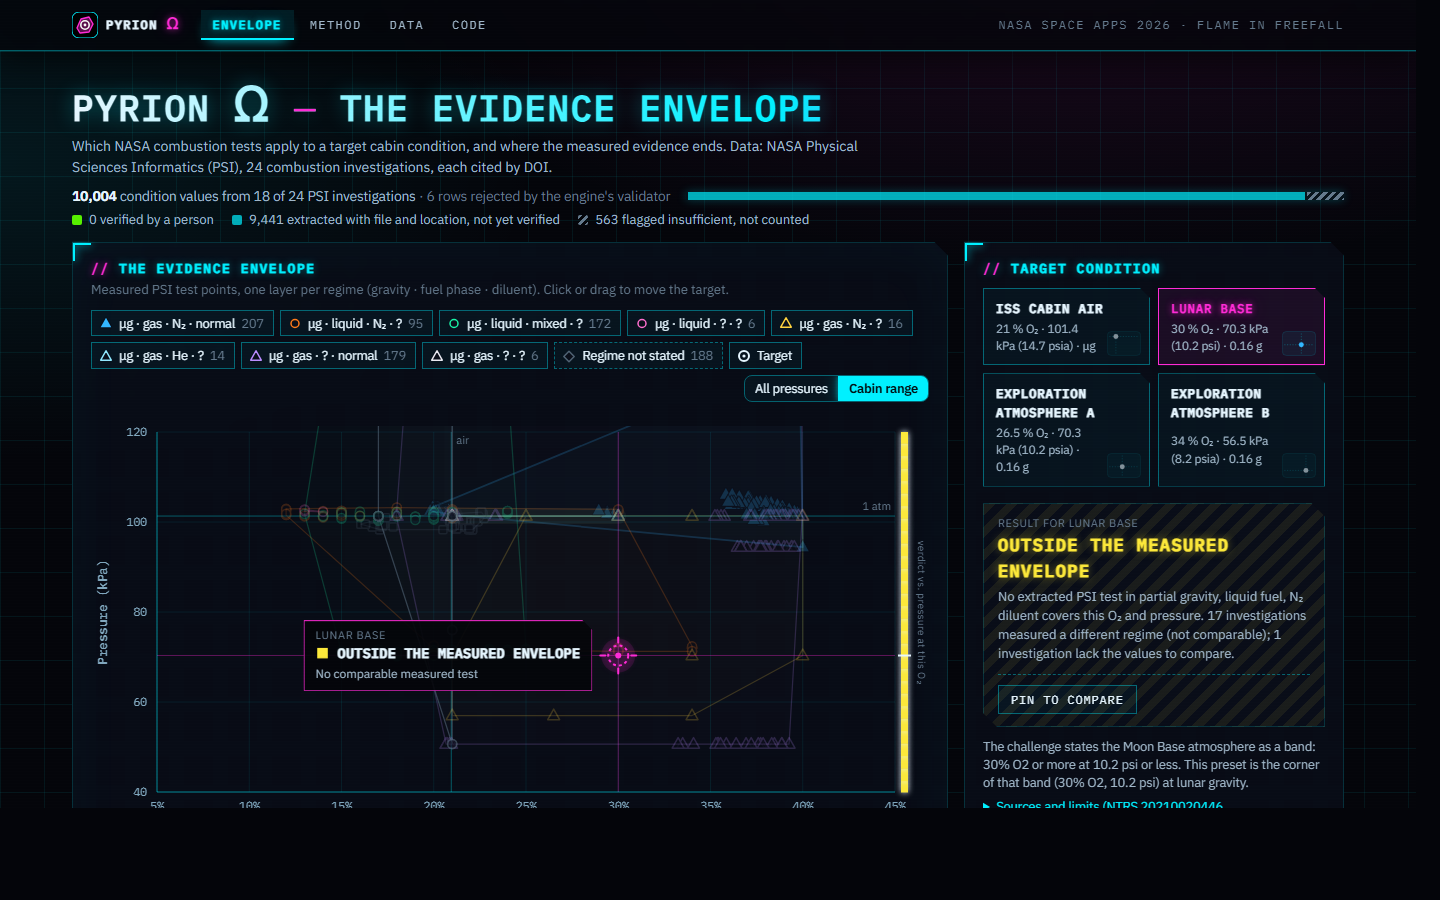 PYRION Ω
ENVELOPE
METHOD
DATA
CODE
NASA SPACE APPS 2026 · FLAME IN FREEFALL
PYRION Ω — THE EVIDENCE ENVELOPE
Which NASA combustion tests apply to a target cabin condition, and where the measured evidence ends. Data: NASA Physical
Sciences Informatics (PSI), 24 combustion investigations, each cited by DOI.
10,004 condition values from 18 of 24 PSI investigations · 6 rows rejected by the engine's validator
0 verified by a person
9,441 extracted with file and location, not yet verified
563 flagged insufficient, not counted
// THE EVIDENCE ENVELOPE
Measured PSI test points, one layer per regime (gravity · fuel phase · diluent). Click or drag to move the target.
μg · gas · N₂ · normal 207
μg · liquid · N₂ · ? 95
μg · liquid · mixed · ? 172
μg · liquid · ? · ? 6
μg · gas · N₂ · ? 16
μg · gas · He · ? 14
μg · gas · ? · normal 179
μg · gas · ? · ? 6
Regime not stated 188
Target
All pressures
Cabin range
120
100
80
60
40
Pressure (kPa)
air
1 atm
verdict vs. pressure at this O₂
LUNAR BASE
OUTSIDE THE MEASURED ENVELOPE
No comparable measured test
5%
10%
15%
20%
25%
30%
35%
40%
45%
// TARGET CONDITION
ISS CABIN AIR
21 % O₂ · 101.4
kPa (14.7 psia) · μg
LUNAR BASE
30 % O₂ · 70.3 kPa
(10.2 psia) · 0.16 g
EXPLORATION
ATMOSPHERE A
26.5 % O₂ · 70.3
kPa (10.2 psia) ·
0.16 g
EXPLORATION
ATMOSPHERE B
34 % O₂ · 56.5 kPa
(8.2 psia) · 0.16 g
RESULT FOR LUNAR BASE
OUTSIDE THE MEASURED
ENVELOPE
No extracted PSI test in partial gravity, liquid fuel, N₂
diluent covers this O₂ and pressure. 17 investigations
measured a different regime (not comparable); 1
investigation lack the values to compare.
PIN TO COMPARE
The challenge states the Moon Base atmosphere as a band:
30% O2 or more at 10.2 psi or less. This preset is the corner
of that band (30% O2, 10.2 psi) at lunar gravity.
Sources and limits (NTRS 20210020446